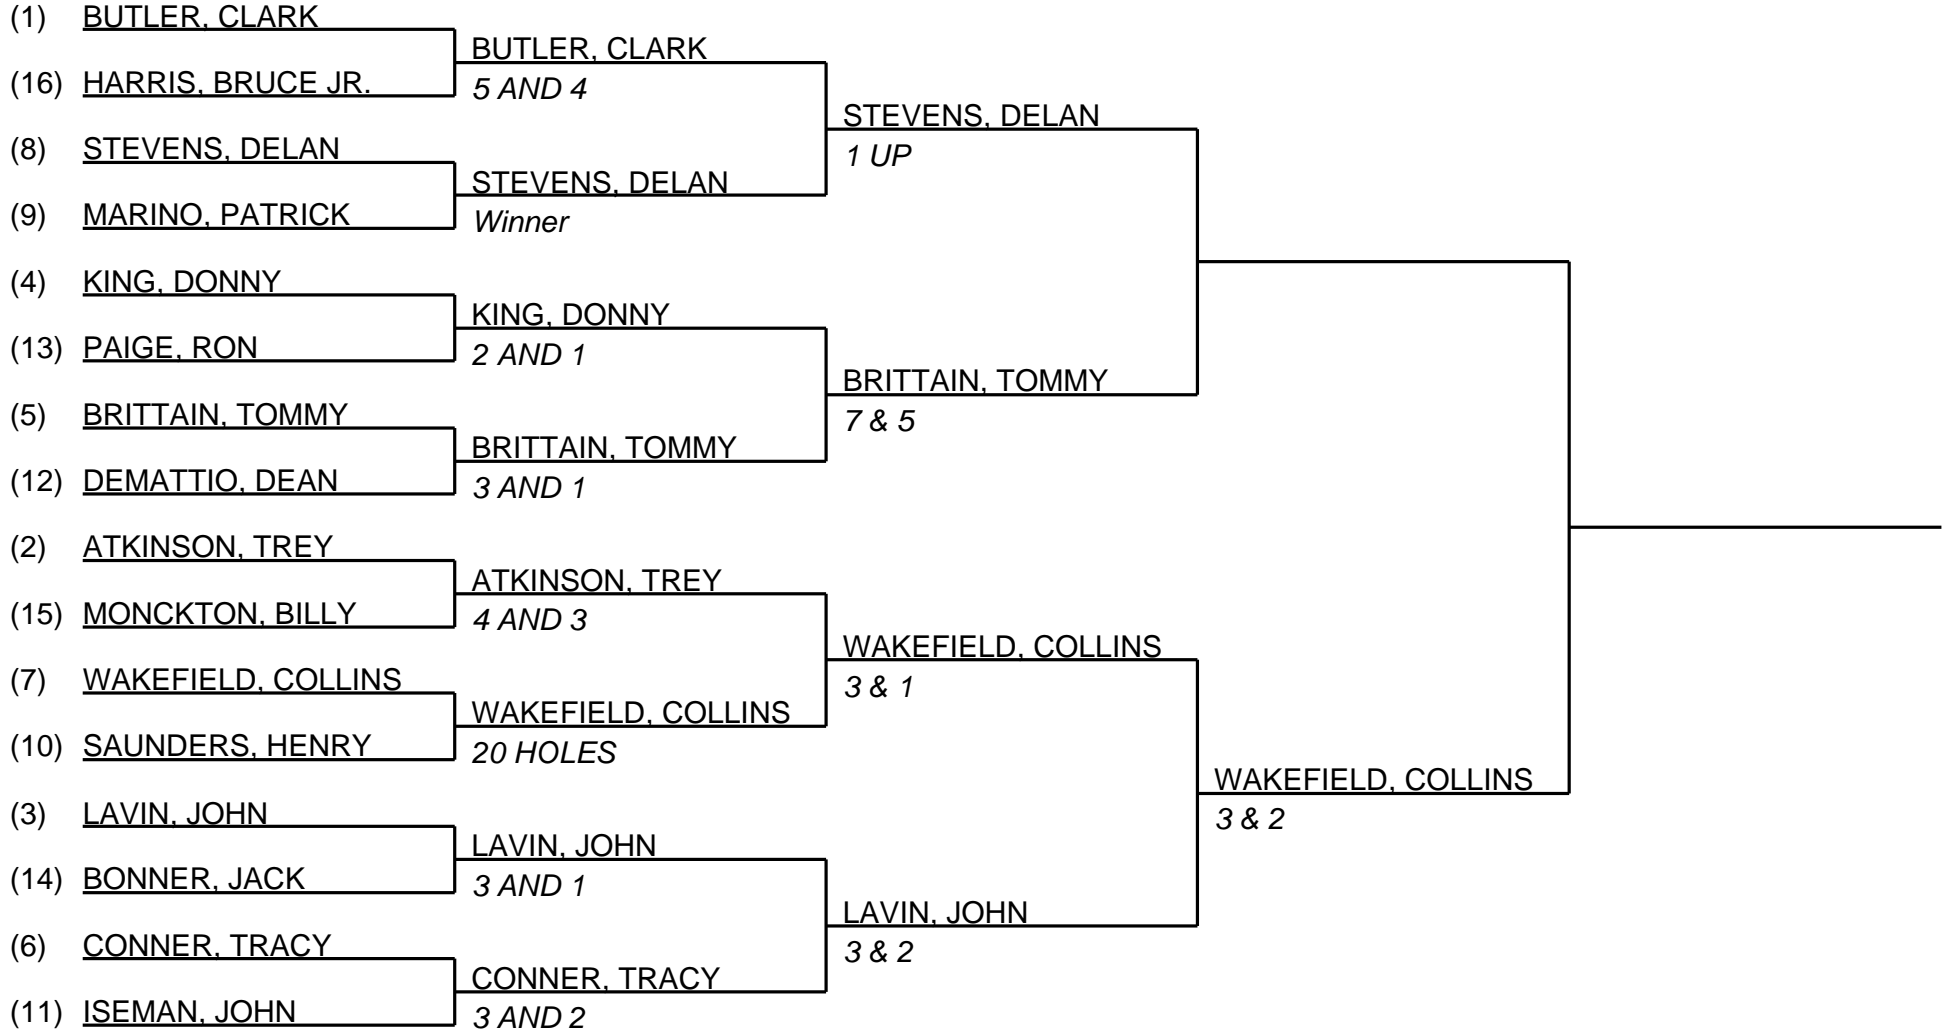 (1) BUTLER, CLARK
BUTLER, CLARK
(16) HARRIS, BRUCE JR.
5 AND 4
STEVENS, DELAN
(8) STEVENS, DELAN
1 UP
STEVENS, DELAN
(9) MARINO, PATRICK
Winner
(4) KING, DONNY
KING, DONNY
(13) PAIGE, RON
2 AND 1
BRITTAIN, TOMMY
(5) BRITTAIN, TOMMY
7 & 5
BRITTAIN, TOMMY
(12) DEMATTIO, DEAN
3 AND 1
(2) ATKINSON, TREY
ATKINSON, TREY
(15) MONCKTON, BILLY
4 AND 3
WAKEFIELD, COLLINS
(7) WAKEFIELD, COLLINS
3 & 1
WAKEFIELD, COLLINS
(10) SAUNDERS, HENRY
20 HOLES
WAKEFIELD, COLLINS
(3) LAVIN, JOHN
3 & 2
LAVIN, JOHN
(14) BONNER, JACK
3 AND 1
LAVIN, JOHN
(6) CONNER, TRACY
3 & 2
CONNER, TRACY
(11) ISEMAN, JOHN
3 AND 2